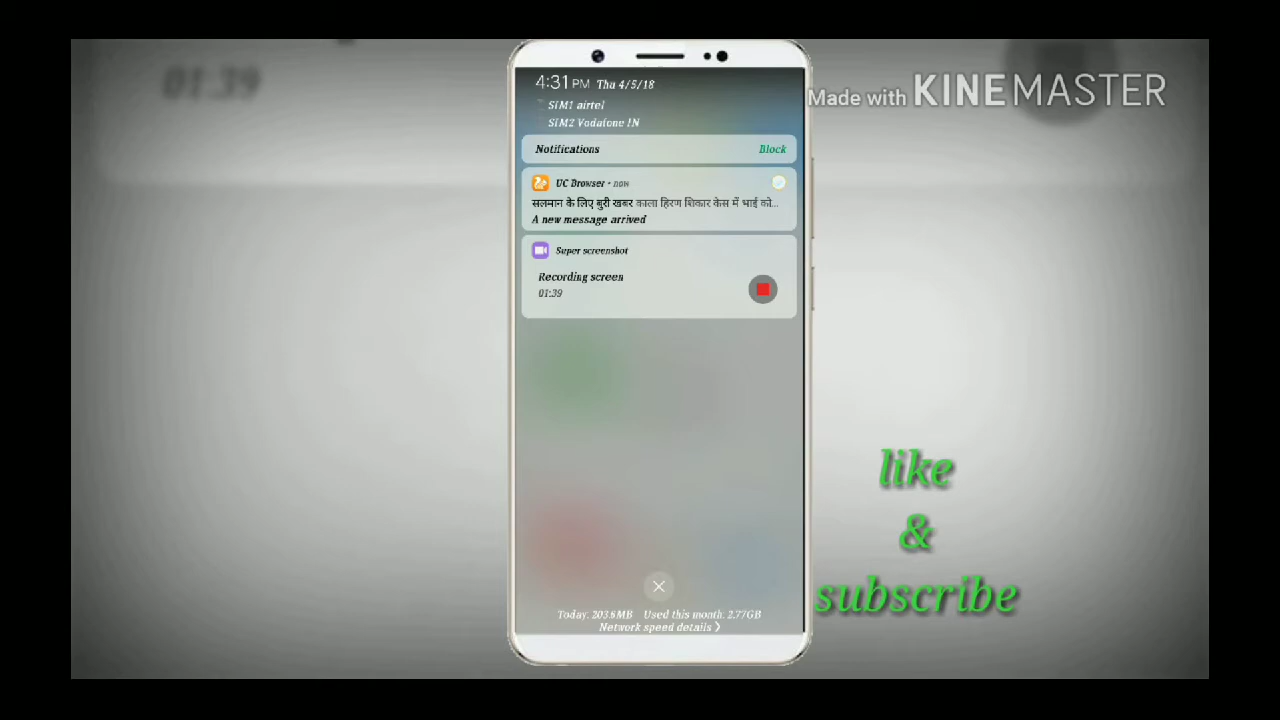 01:39
Made with KINEMASTER
4:31 PM Thu 4/5/18
SIM1 airtel
SIM2 Vodafone IN
Notifications Block
UC Browser • now
सलमान के लिए बुरी खबर काला हिरण शिकार केस में भाई को...
A new message arrived
Super screenshot
Recording screen
01:39
like
&
subscribe
Today: 203.6MB Used this month: 2.77GB
Network speed details ❯